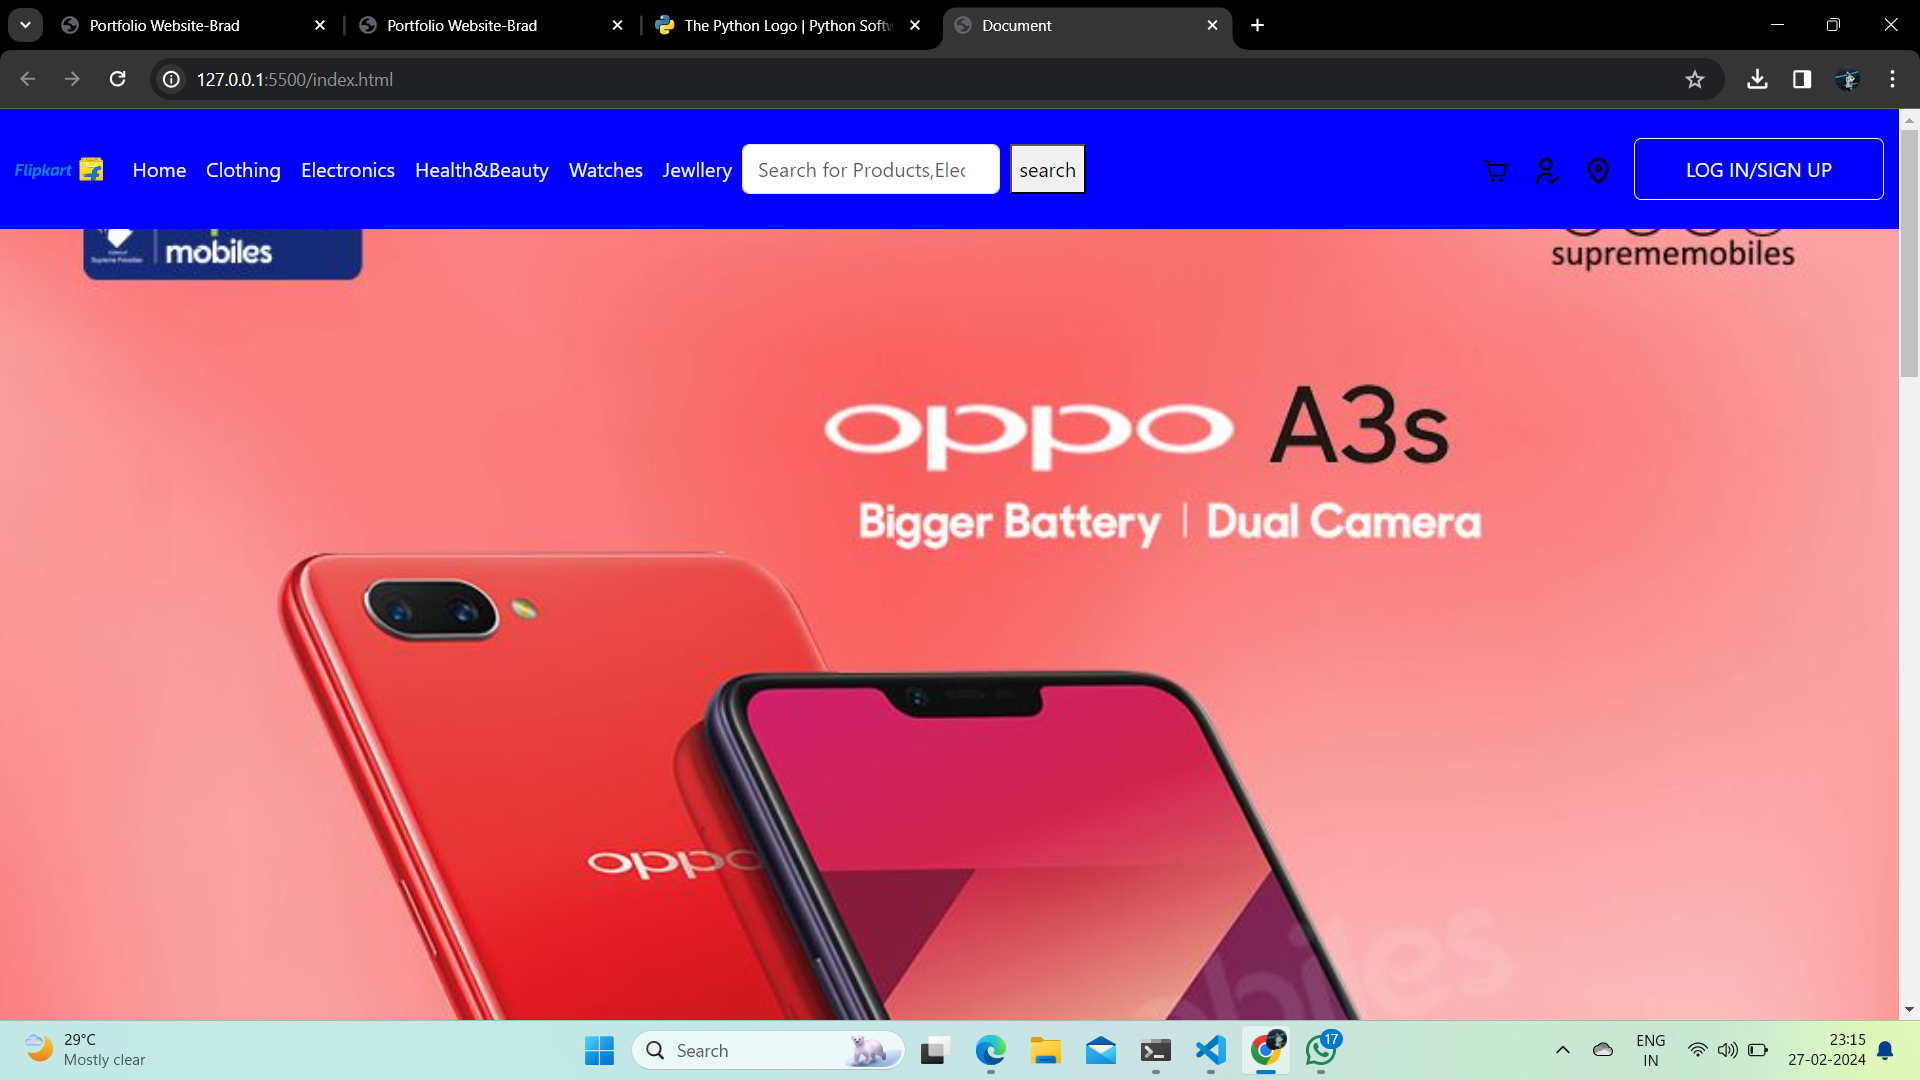 Portfolio Website-Brad
Portfolio Website-Brad
The Python Logo | Python Softw
Document
127.0.0.1:5500/index.html
Flipkart
Home
Clothing
Electronics
Health&Beauty
Watches
Jewllery
Search for Products,Elec
search
LOG IN/SIGN UP
mobiles
suprememobiles
oppo A3s
Bigger Battery | Dual Camera
oppo
mobiles
29°C
Mostly clear
Search
17
ENG
IN
23:15
27-02-2024